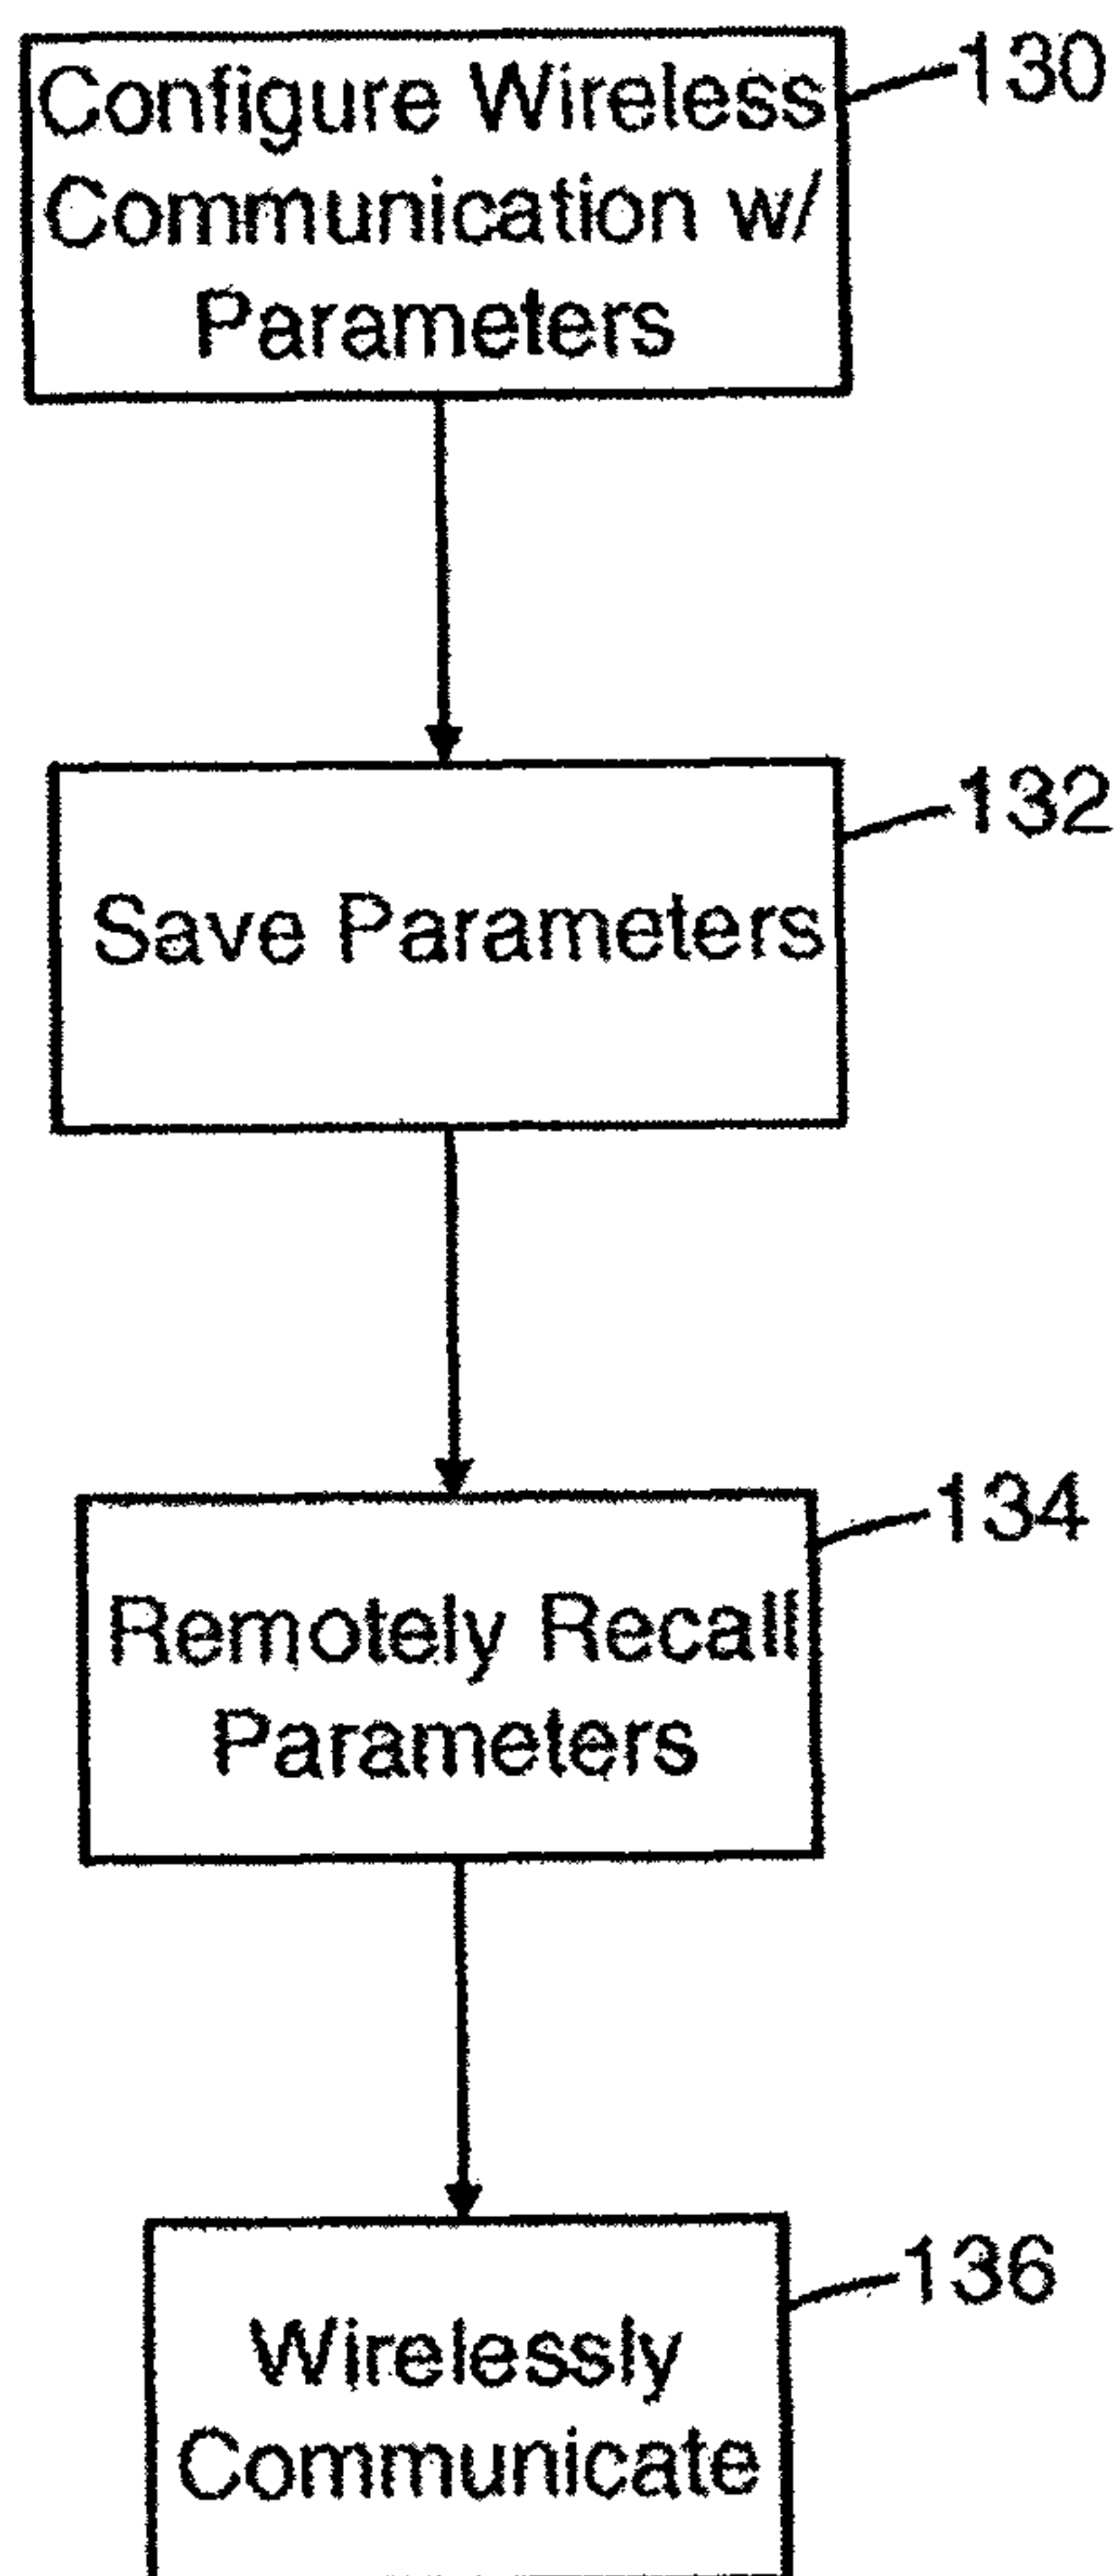 Configure Wireless
Communication w/
Parameters
130
Save Parameters
132
Remotely Recall
Parameters
134
Wirelessly
Communicate
136